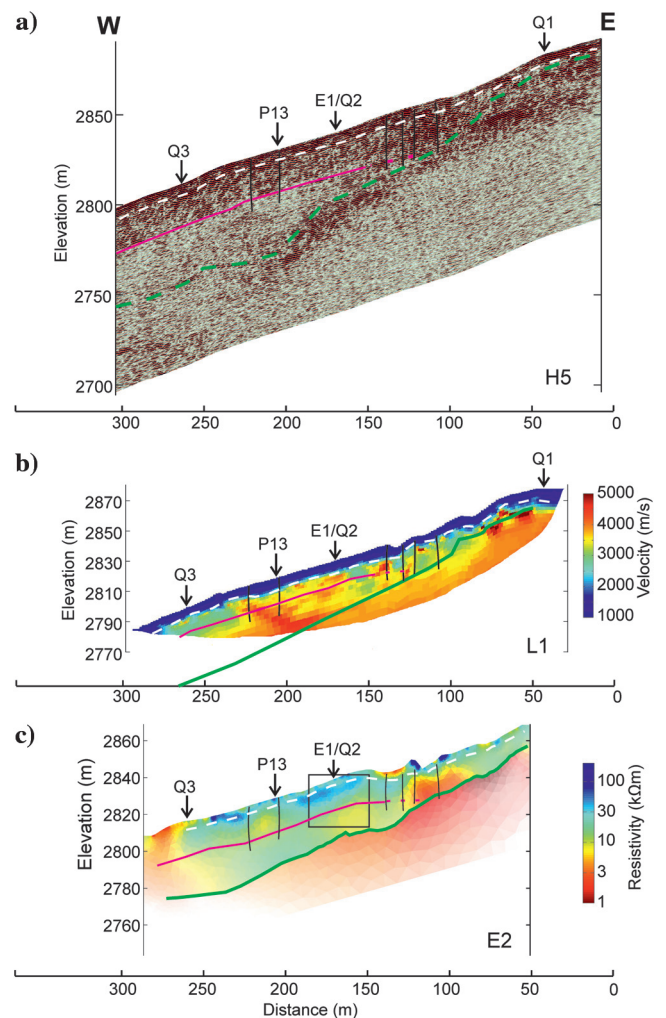 a)
W
E
Q1
E1/Q2
P13
Q3
2850
2800
2750
2700
Elevation (m)
H5
300 250 200 150 100 50 0
b)
Q1
E1/Q2
P13
Q3
2870
2850
2830
2810
2790
2770
Elevation (m)
5000
4000
3000
2000
1000
Velocity (m/s)
L1
300 250 200 150 100 50 0
c)
E1/Q2
P13
Q3
2860
2840
2820
2800
2780
2760
Elevation (m)
100
30
10
3
1
Resistivity (kΩm)
E2
300 250 200 150 100 50 0
Distance (m)